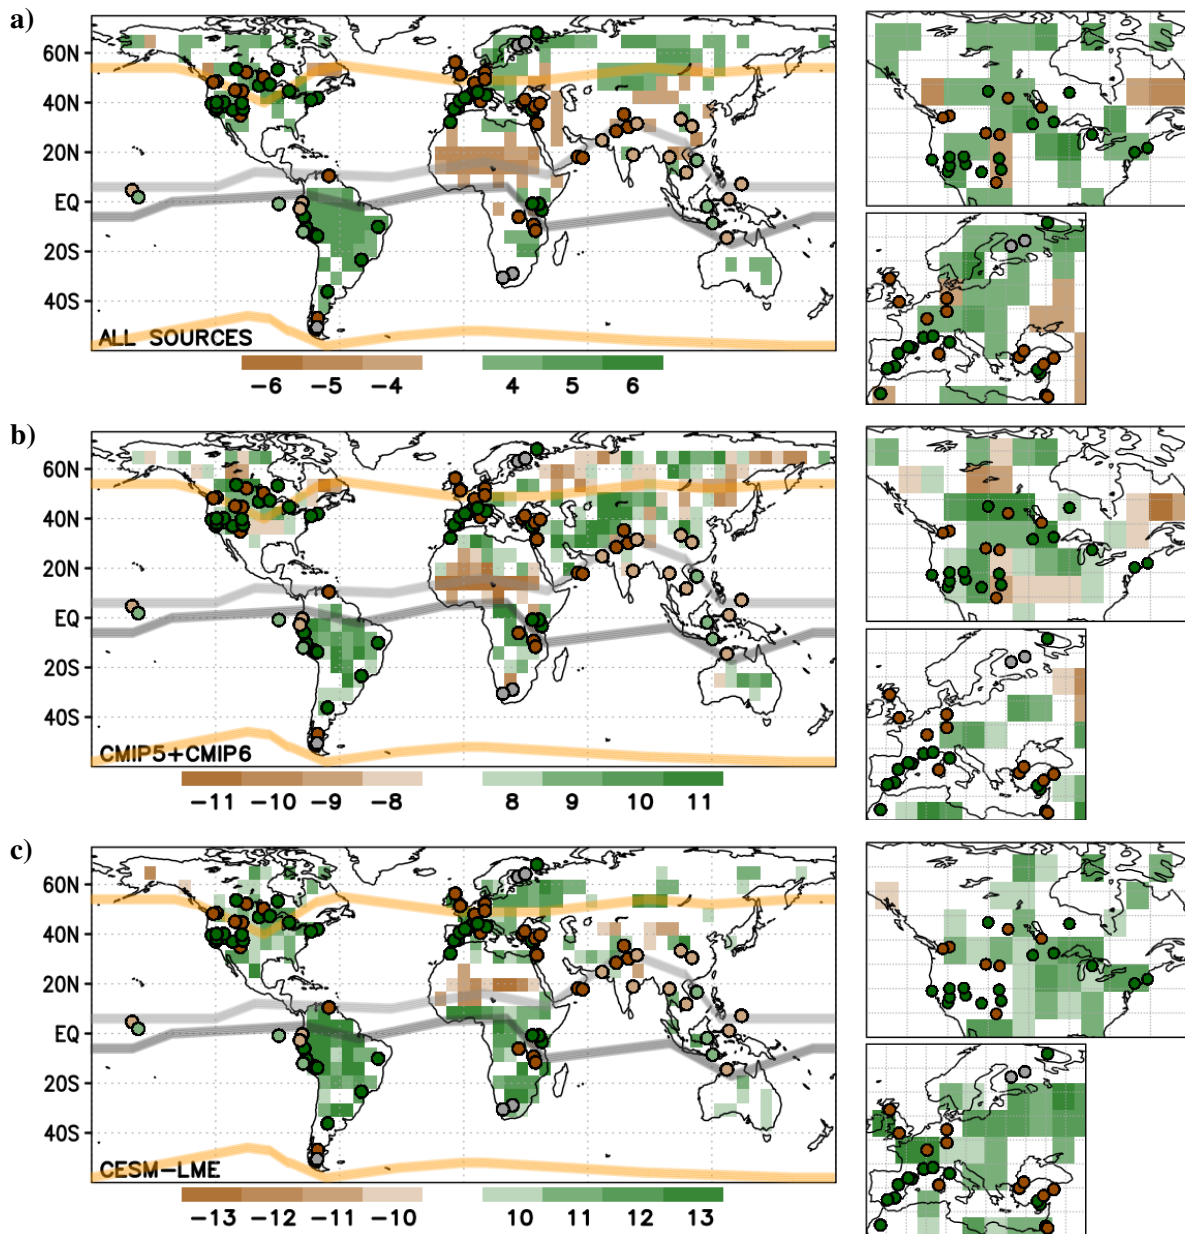 a)
60N
40N
20N
EQ
20S
40S
ALL SOURCES
-6 -5 -4 4 5 6
b)
60N
40N
20N
EQ
20S
40S
CMIP5+CMIP6
-11 -10 -9 -8 8 9 10 11
c)
60N
40N
20N
EQ
20S
40S
CESM-LME
-13 -12 -11 -10 10 11 12 13